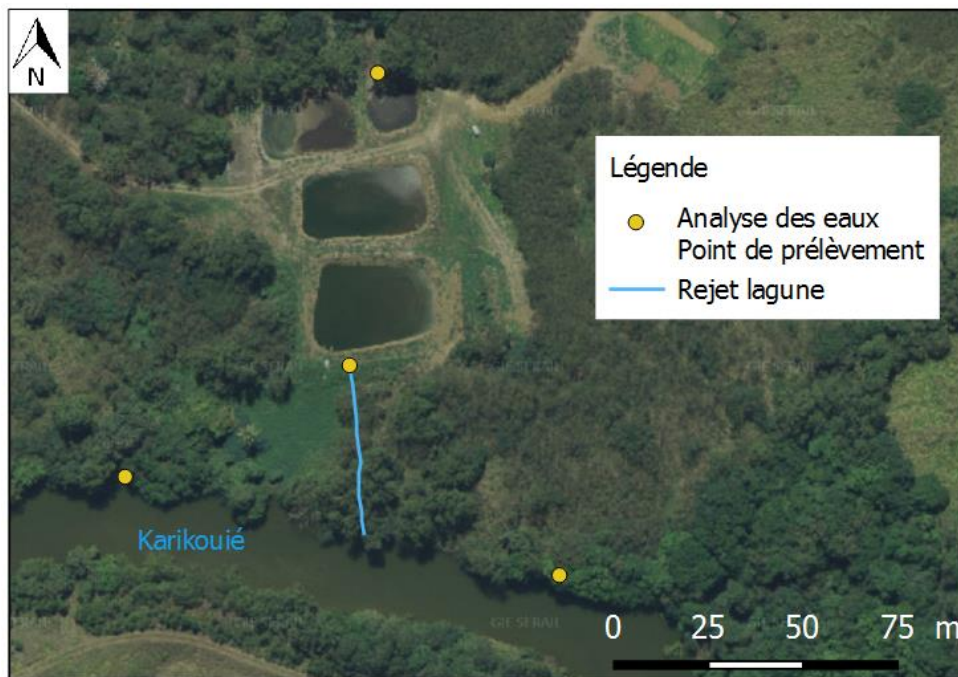 N
Légende
Analyse des eaux
Point de prélèvement
Rejet lagune
Karikouié
0 25 50 75 m